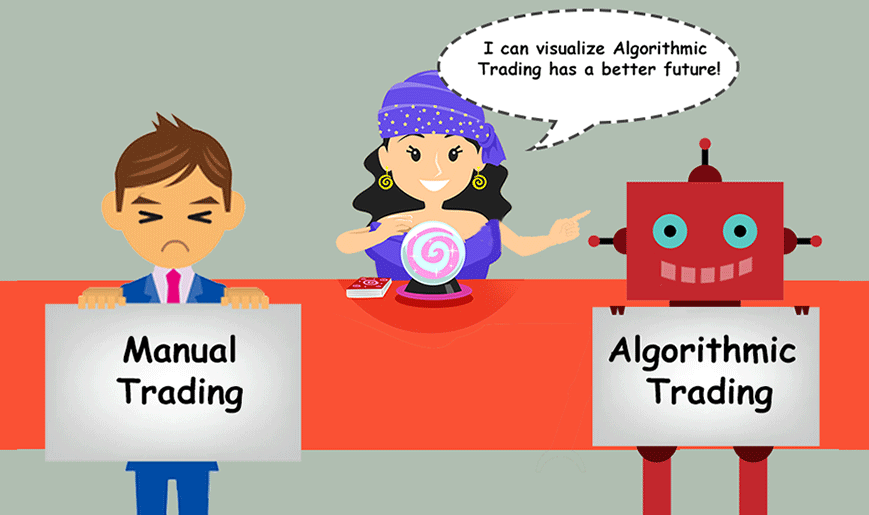 I can visualize Algorithmic
Trading has a better future!
Manual
Trading
Algorithmic
Trading